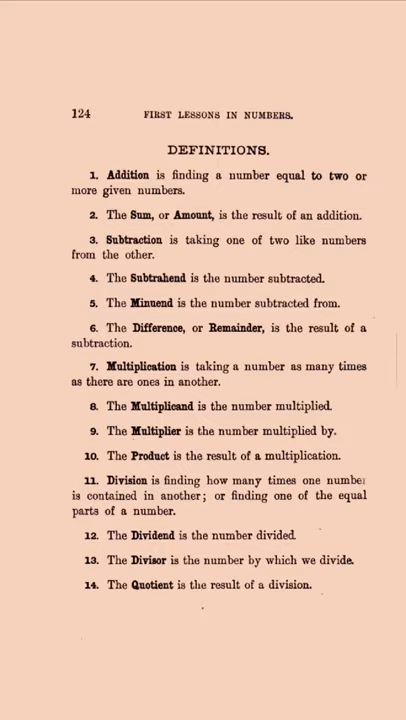 124 FIRST LESSONS IN NUMBERS.
DEFINITIONS.
1. Addition is finding a number equal to two or
more given numbers.
2. The Sum, or Amount, is the result of an addition.
3. Subtraction is taking one of two like numbers
from the other.
4. The Subtrahend is the number subtracted.
5. The Minuend is the number subtracted from.
6. The Difference, or Remainder, is the result of a
subtraction.
7. Multiplication is taking a number as many times
as there are ones in another.
8. The Multiplicand is the number multiplied.
9. The Multiplier is the number multiplied by.
10. The Product is the result of a multiplication.
11. Division is finding how many times one number
is contained in another; or finding one of the equal
parts of a number.
12. The Dividend is the number divided.
13. The Divisor is the number by which we divide.
14. The Quotient is the result of a division.